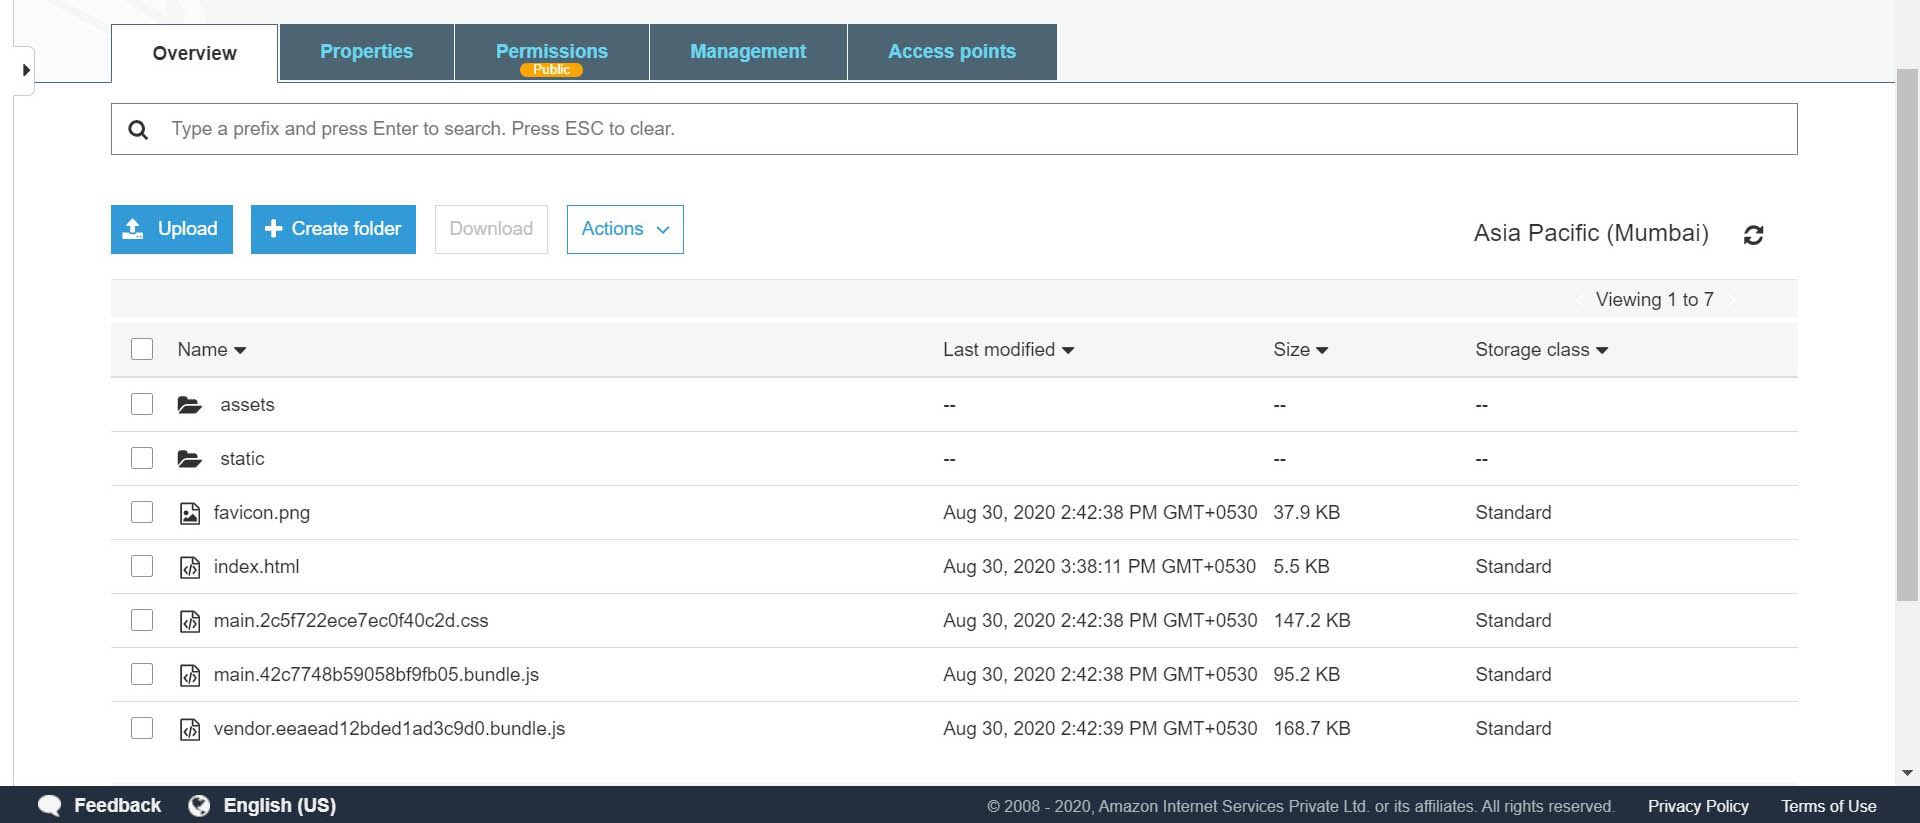 Overview
Properties
Permissions
Public
Management
Access points
Type a prefix and press Enter to search. Press ESC to clear.
Upload
Create folder
Download
Actions
Asia Pacific (Mumbai)
Viewing 1 to 7
Name Last modified Size Storage class
assets -- -- --
static -- -- --
favicon.png Aug 30, 2020 2:42:38 PM GMT+0530 37.9 KB Standard
index.html Aug 30, 2020 3:38:11 PM GMT+0530 5.5 KB Standard
main.2c5f722ece7ec0f40c2d.css Aug 30, 2020 2:42:38 PM GMT+0530 147.2 KB Standard
main.42c7748b59058bf9fb05.bundle.js Aug 30, 2020 2:42:38 PM GMT+0530 95.2 KB Standard
vendor.eeaead12bded1ad3c9d0.bundle.js Aug 30, 2020 2:42:39 PM GMT+0530 168.7 KB Standard
Feedback English (US) © 2008 - 2020, Amazon Internet Services Private Ltd. or its affiliates. All rights reserved. Privacy Policy Terms of Use